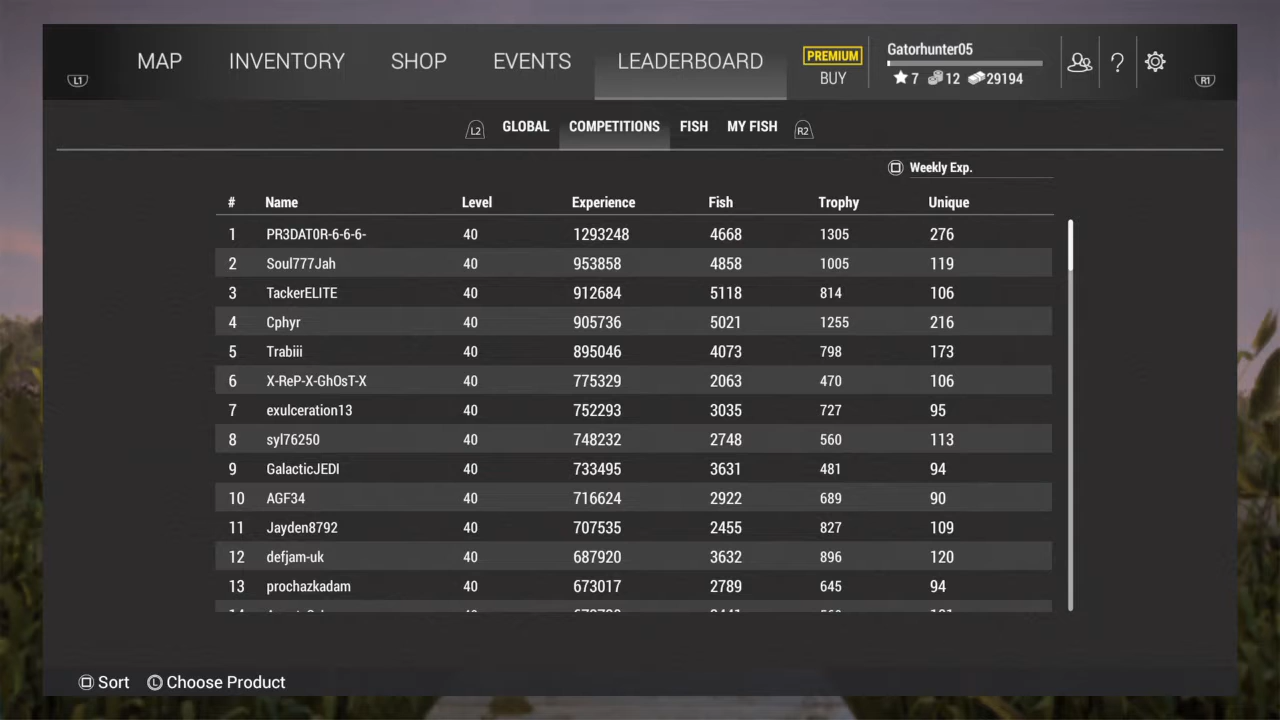 MAP INVENTORY SHOP EVENTS LEADERBOARD PREMIUM BUY Gatorhunter05
L1 7 12 29194 ? R1
L2 GLOBAL COMPETITIONS FISH MY FISH R2
Weekly Exp.
# Name Level Experience Fish Trophy Unique
1 PR3DAT0R-6-6-6- 40 1293248 4668 1305 276
2 Soul777Jah 40 953858 4858 1005 119
3 TackerELITE 40 912684 5118 814 106
4 Cphyr 40 905736 5021 1255 216
5 Trabiii 40 895046 4073 798 173
6 X-ReP-X-GhOsT-X 40 775329 2063 470 106
7 exulceration13 40 752293 3035 727 95
8 syl76250 40 748232 2748 560 113
9 GalacticJEDI 40 733495 3631 481 94
10 AGF34 40 716624 2922 689 90
11 Jayden8792 40 707535 2455 827 109
12 defjam-uk 40 687920 3632 896 120
13 prochazkadam 40 673017 2789 645 94
Sort L Choose Product